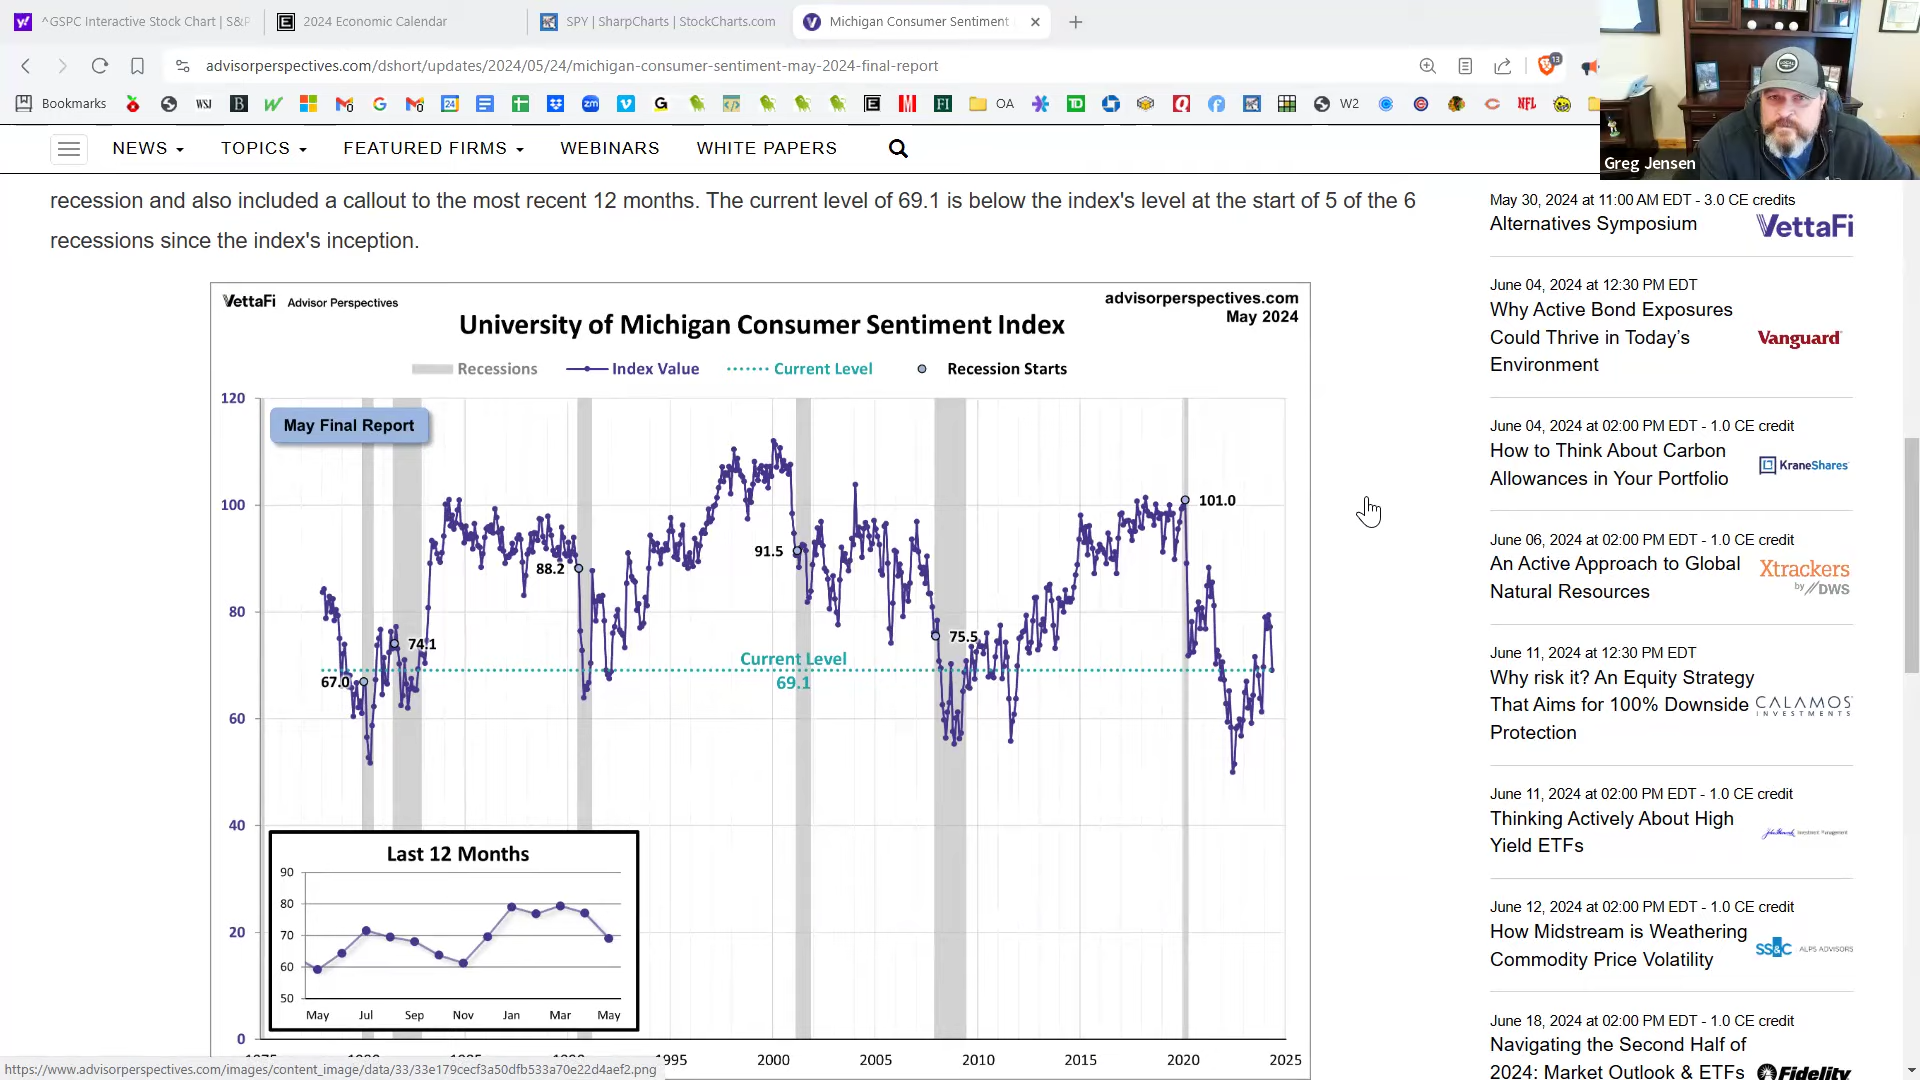 ^GSPC Interactive Stock Chart | S&P
2024 Economic Calendar
SPY | SharpCharts | StockCharts.com
Michigan Consumer Sentiment
advisorperspectives.com/dshort/updates/2024/05/24/michigan-consumer-sentiment-may-2024-final-report
13
Bookmarks
WSJ
OA
W2
NFL
Greg Jensen
NEWS
TOPICS
FEATURED FIRMS
WEBINARS
WHITE PAPERS
recession and also included a callout to the most recent 12 months. The current level of 69.1 is below the index's level at the start of 5 of the 6
recessions since the index's inception.
VettaFi Advisor Perspectives
advisorperspectives.com
May 2024
University of Michigan Consumer Sentiment Index
Recessions
Index Value
Current Level
Recession Starts
120
100
80
60
40
20
0
May Final Report
67.0
74.1
88.2
91.5
75.5
101.0
Current Level
69.1
Last 12 Months
90
80
70
60
50
May
Jul
Sep
Nov
Jan
Mar
May
1995
2000
2005
2010
2015
2020
2025
https://www.advisorperspectives.com/images/content_image/data/33/33e179cecf3a50dfb533a70e22d4aef2.png
May 30, 2024 at 11:00 AM EDT - 3.0 CE credits
Alternatives Symposium
VettaFi
June 04, 2024 at 12:30 PM EDT
Why Active Bond Exposures
Could Thrive in Today's
Environment
Vanguard
June 04, 2024 at 02:00 PM EDT - 1.0 CE credit
How to Think About Carbon
Allowances in Your Portfolio
KraneShares
June 06, 2024 at 02:00 PM EDT - 1.0 CE credit
An Active Approach to Global
Natural Resources
Xtrackers
by DWS
June 11, 2024 at 12:30 PM EDT
Why risk it? An Equity Strategy
That Aims for 100% Downside
Protection
CALAMOS
INVESTMENTS
June 11, 2024 at 02:00 PM EDT - 1.0 CE credit
Thinking Actively About High
Yield ETFs
June 12, 2024 at 02:00 PM EDT - 1.0 CE credit
How Midstream is Weathering
Commodity Price Volatility
SS&C ALPS ADVISORS
June 18, 2024 at 02:00 PM EDT - 1.0 CE credit
Navigating the Second Half of
2024: Market Outlook & ETFs
Fidelity